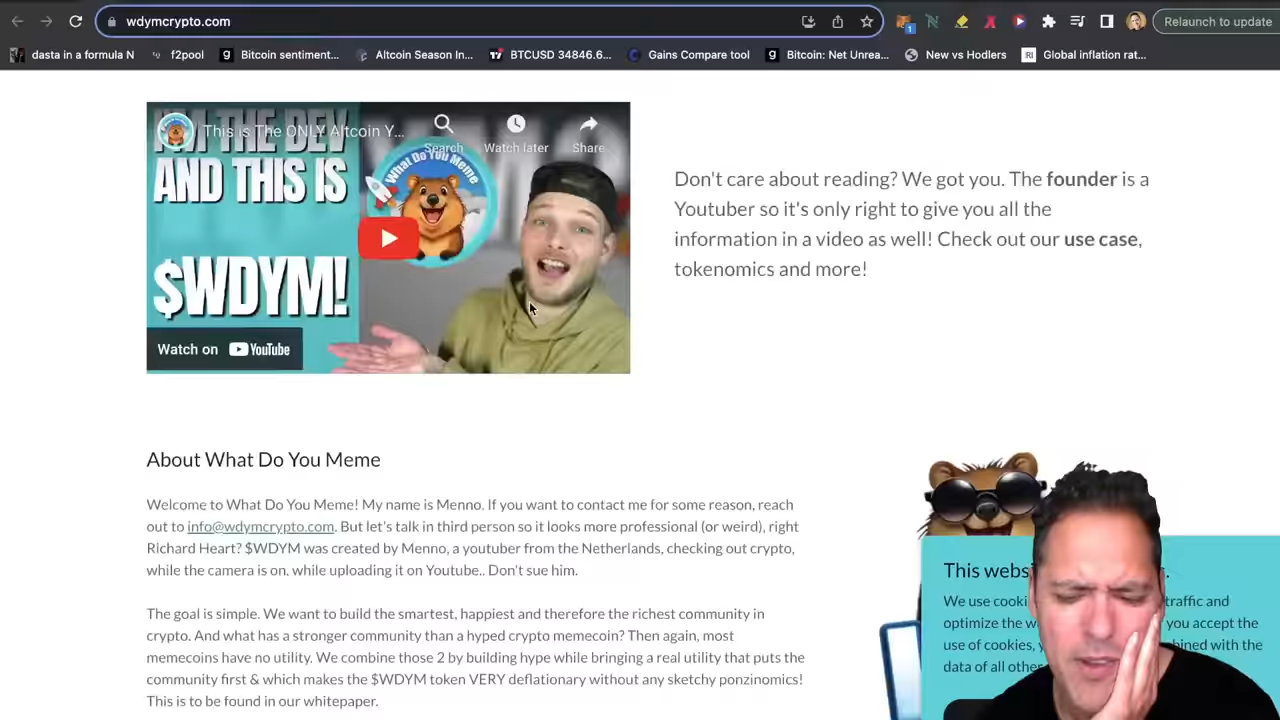 wdymcrypto.com
Relaunch to update
dasta in a formula N
f2pool
Bitcoin sentiment...
Altcoin Season In...
BTCUSD 34846.6...
Gains Compare tool
Bitcoin: Net Unrea...
New vs Hodlers
Global inflation rat...
I'M THE DEV
AND THIS IS
$WDYM!
This is The ONLY Altcoin Y...
Search
Watch later
Share
What Do You Meme
Watch on YouTube
Don't care about reading? We got you. The founder is a
Youtuber so it's only right to give you all the
information in a video as well! Check out our use case,
tokenomics and more!
About What Do You Meme
Welcome to What Do You Meme! My name is Menno. If you want to contact me for some reason, reach
out to info@wdymcrypto.com. But let's talk in third person so it looks more professional (or weird), right
Richard Heart? $WDYM was created by Menno, a youtuber from the Netherlands, checking out crypto,
while the camera is on, while uploading it on Youtube.. Don't sue him.
The goal is simple. We want to build the smartest, happiest and therefore the richest community in
crypto. And what has a stronger community than a hyped crypto memecoin? Then again, most
memecoins have no utility. We combine those 2 by building hype while bringing a real utility that puts the
community first & which makes the $WDYM token VERY deflationary without any sketchy ponzinomics!
This is to be found in our whitepaper.
This
We use traffic and
optimize the you accept the
use of cookies, with the
data of all